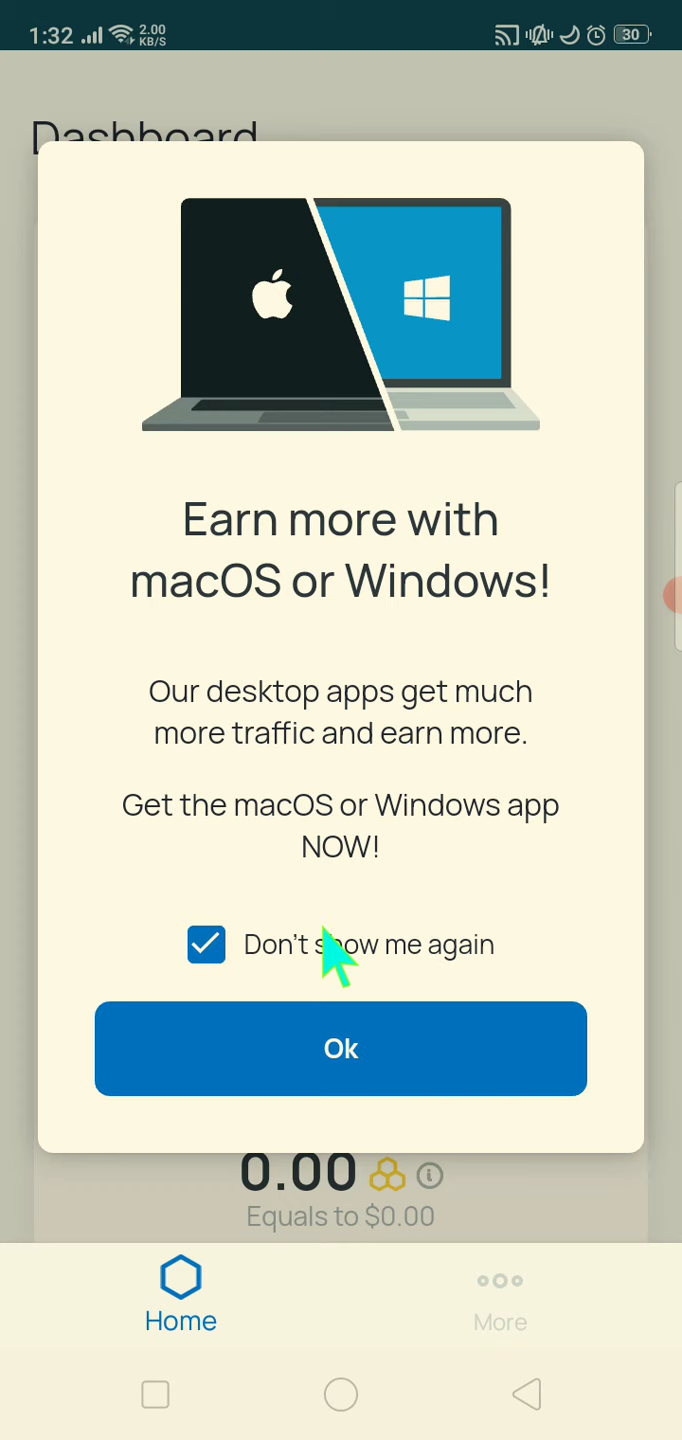 1:32 2.00 KB/S 30
Dashboard
Earn more with
macOS or Windows!
Our desktop apps get much
more traffic and earn more.
Get the macOS or Windows app
NOW!
Don't show me again
Ok
0.00
Equals to $0.00
Home More